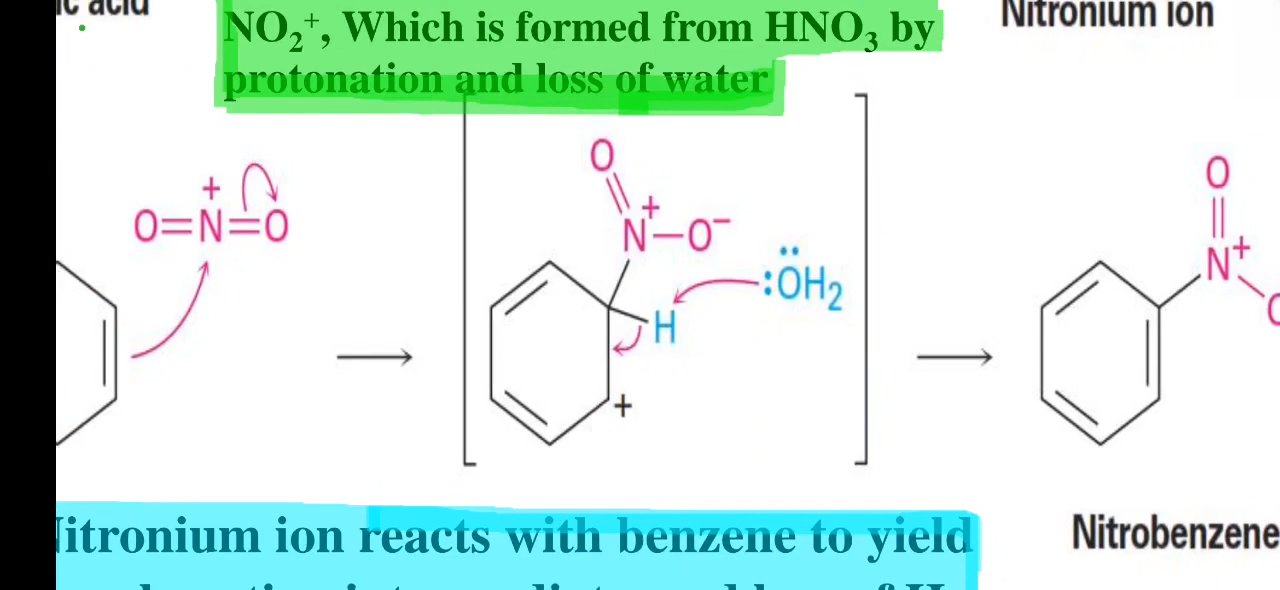 ic acid
Nitronium ion
NO₂⁺, Which is formed from HNO₃ by
protonation and loss of water
O=N⁺=O
O
N⁺—O⁻
:ÖH₂
H
+
O
N⁺
Nitronium ion reacts with benzene to yield
Nitrobenzene